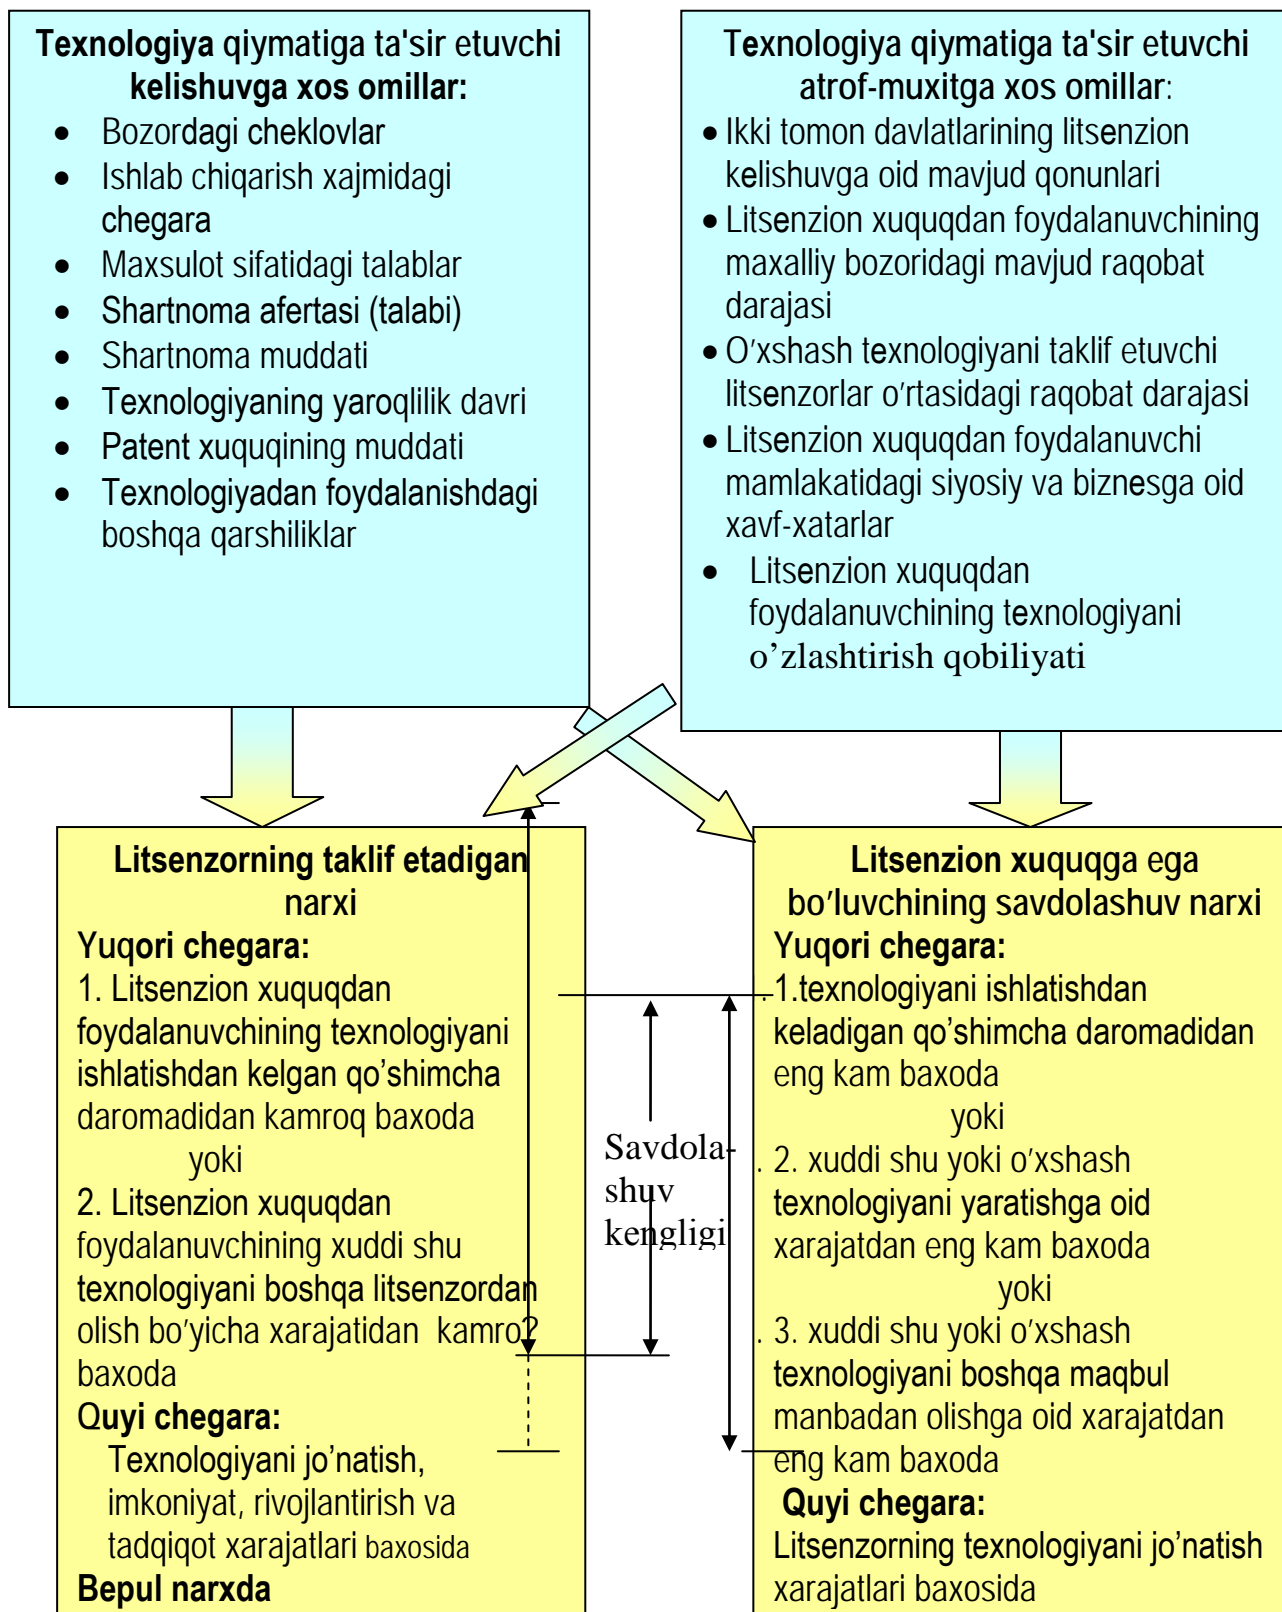 Texnologiya qiymatiga ta'sir etuvchi
kelishuvga xos omillar:
• Bozordagi cheklovlar
• Ishlab chiqarish xajmidagi
chegara
• Maxsulot sifatidagi talablar
• Shartnoma afertasi (talabi)
• Shartnoma muddati
• Texnologiyaning yaroqlilik davri
• Patent xuquqining muddati
• Texnologiyadan foydalanishdagi
boshqa qarshiliklar
Texnologiya qiymatiga ta'sir etuvchi
atrof-muxitga xos omillar:
• Ikki tomon davlatlarining litsenzion
kelishuvga oid mavjud qonunlari
• Litsenzion xuquqdan foydalanuvchining
maxalliy bozoridagi mavjud raqobat
darajasi
• O’xshash texnologiyani taklif etuvchi
litsenzorlar o’rtasidagi raqobat darajasi
• Litsenzion xuquqdan foydalanuvchi
mamlakatidagi siyosiy va biznesga oid
xavf-xatarlar
• Litsenzion xuquqdan
foydalanuvchining texnologiyani
o’zlashtirish qobiliyati
Litsenzorning taklif etadigan
narxi
Yuqori chegara:
1. Litsenzion xuquqdan
foydalanuvchining texnologiyani
ishlatishdan kelgan qo’shimcha
daromadidan kamroq baxoda
yoki
2. Litsenzion xuquqdan
foydalanuvchining xuddi shu
texnologiyani boshqa litsenzordan
olish bo’yicha xarajatidan kamro?
baxoda
Quyi chegara:
Texnologiyani jo’natish,
imkoniyat, rivojlantirish va
tadqiqot xarajatlari baxosida
Bepul narxda
Savdola-
shuv
kengligi
Litsenzion xuquqga ega
bo’luvchining savdolashuv narxi
Yuqori chegara:
. 1.texnologiyani ishlatishdan
keladigan qo’shimcha daromadidan
eng kam baxoda
yoki
. 2. xuddi shu yoki o’xshash
texnologiyani yaratishga oid
xarajatdan eng kam baxoda
yoki
. 3. xuddi shu yoki o’xshash
texnologiyani boshqa maqbul
manbadan olishga oid xarajatdan
eng kam baxoda
Quyi chegara:
Litsenzorning texnologiyani jo’natish
xarajatlari baxosida